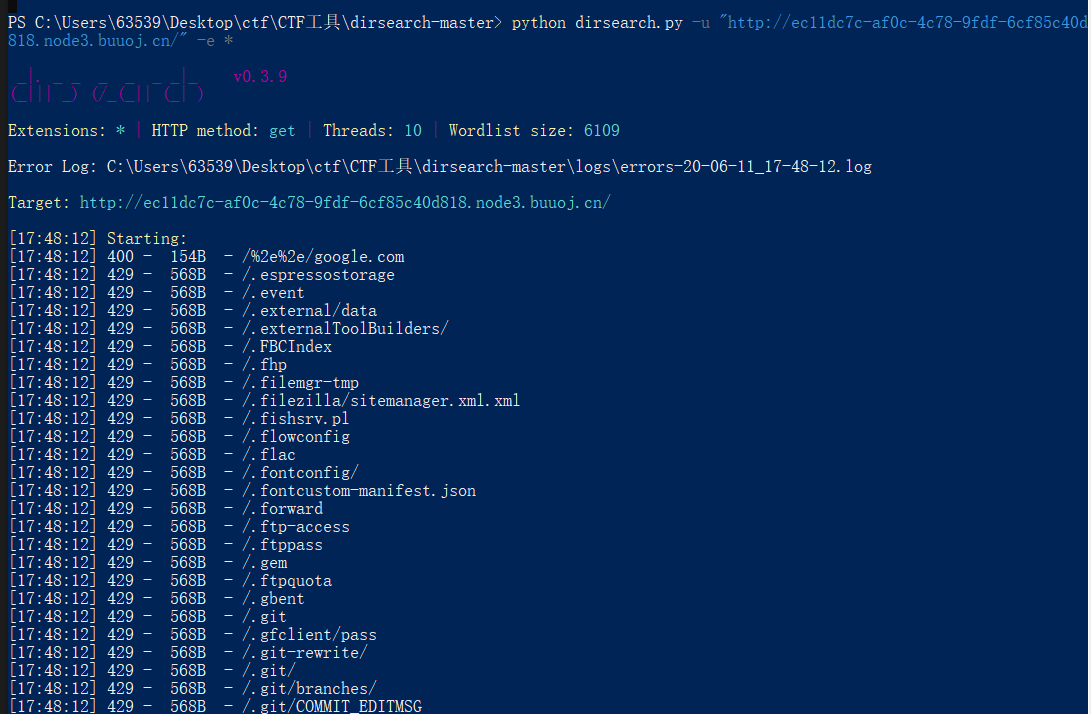 PS C:\Users\63539\Desktop\ctf\CTF工具\dirsearch-master> python dirsearch.py -u "http://ec11dc7c-af0c-4c78-9fdf-6cf85c40d
818.node3.buuoj.cn/" -e *
v0.3.9
Extensions: * | HTTP method: get | Threads: 10 | Wordlist size: 6109
Error Log: C:\Users\63539\Desktop\ctf\CTF工具\dirsearch-master\logs\errors-20-06-11_17-48-12.log
Target: http://ec11dc7c-af0c-4c78-9fdf-6cf85c40d818.node3.buuoj.cn/
[17:48:12] Starting:
[17:48:12] 400 -  154B  - /%2e%2e/google.com
[17:48:12] 429 -  568B  - /.espressostorage
[17:48:12] 429 -  568B  - /.event
[17:48:12] 429 -  568B  - /.external/data
[17:48:12] 429 -  568B  - /.externalToolBuilders/
[17:48:12] 429 -  568B  - /.FBCIndex
[17:48:12] 429 -  568B  - /.fhp
[17:48:12] 429 -  568B  - /.filemgr-tmp
[17:48:12] 429 -  568B  - /.filezilla/sitemanager.xml.xml
[17:48:12] 429 -  568B  - /.fishsrv.pl
[17:48:12] 429 -  568B  - /.flowconfig
[17:48:12] 429 -  568B  - /.flac
[17:48:12] 429 -  568B  - /.fontconfig/
[17:48:12] 429 -  568B  - /.fontcustom-manifest.json
[17:48:12] 429 -  568B  - /.forward
[17:48:12] 429 -  568B  - /.ftp-access
[17:48:12] 429 -  568B  - /.ftppass
[17:48:12] 429 -  568B  - /.gem
[17:48:12] 429 -  568B  - /.ftpquota
[17:48:12] 429 -  568B  - /.gbent
[17:48:12] 429 -  568B  - /.git
[17:48:12] 429 -  568B  - /.gfclient/pass
[17:48:12] 429 -  568B  - /.git-rewrite/
[17:48:12] 429 -  568B  - /.git/
[17:48:12] 429 -  568B  - /.git/branches/
[17:48:12] 429 -  568B  - /.git/COMMIT_EDITMSG